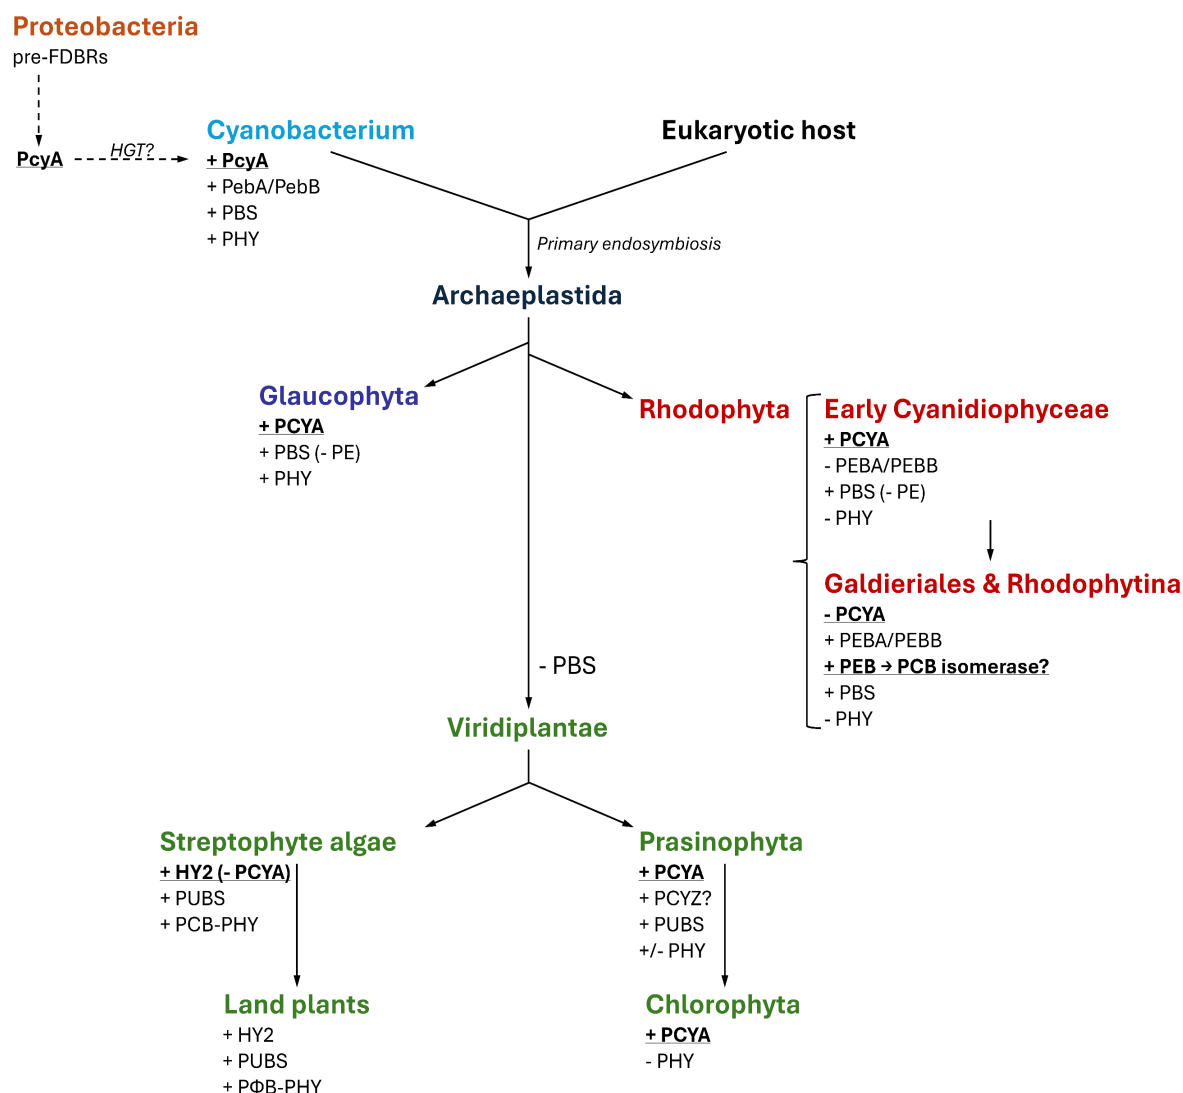 Proteobacteria
pre-FDBRs
PcyA
HGT?
Cyanobacterium
+ PcyA
+ PebA/PebB
+ PBS
+ PHY
Eukaryotic host
Primary endosymbiosis
Archaeplastida
Glaucophyta
+ PCYA
+ PBS (- PE)
+ PHY
Rhodophyta
Early Cyanidiophyceae
+ PCYA
- PEBA/PEBB
+ PBS (- PE)
- PHY
Galdieriales & Rhodophytina
- PCYA
+ PEBA/PEBB
+ PEB → PCB isomerase?
+ PBS
- PHY
- PBS
Viridiplantae
Streptophyte algae
+ HY2 (- PCYA)
+ PUBS
+ PCB-PHY
Land plants
+ HY2
+ PUBS
+ PΦB-PHY
Prasinophyta
+ PCYA
+ PCYZ?
+ PUBS
+/- PHY
Chlorophyta
+ PCYA
- PHY